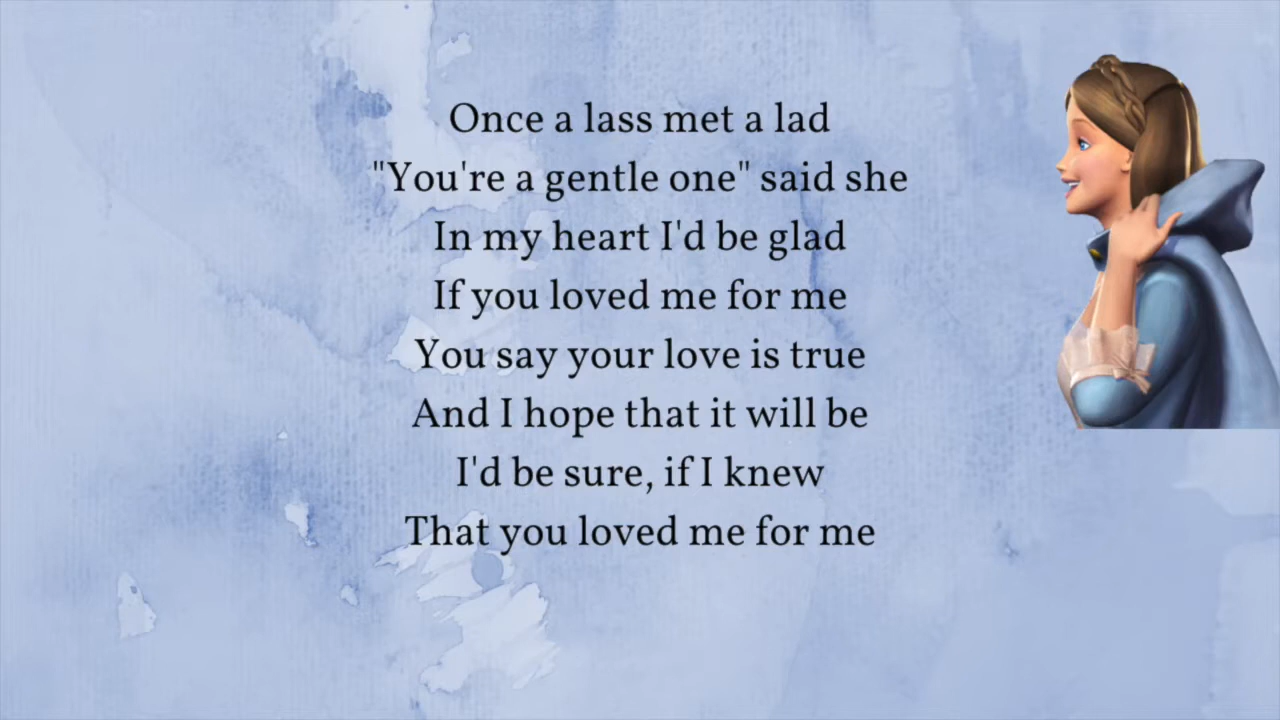 Once a lass met a lad
"You're a gentle one" said she
In my heart I'd be glad
If you loved me for me
You say your love is true
And I hope that it will be
I'd be sure, if I knew
That you loved me for me